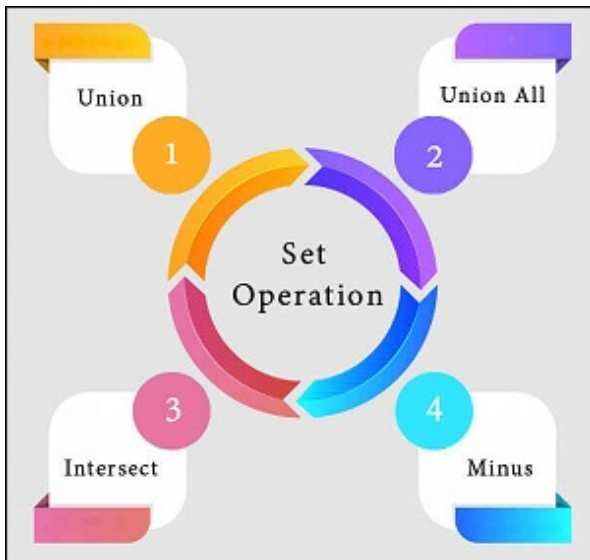 Union
1
Union All
2
Set
Operation
3
Intersect
4
Minus